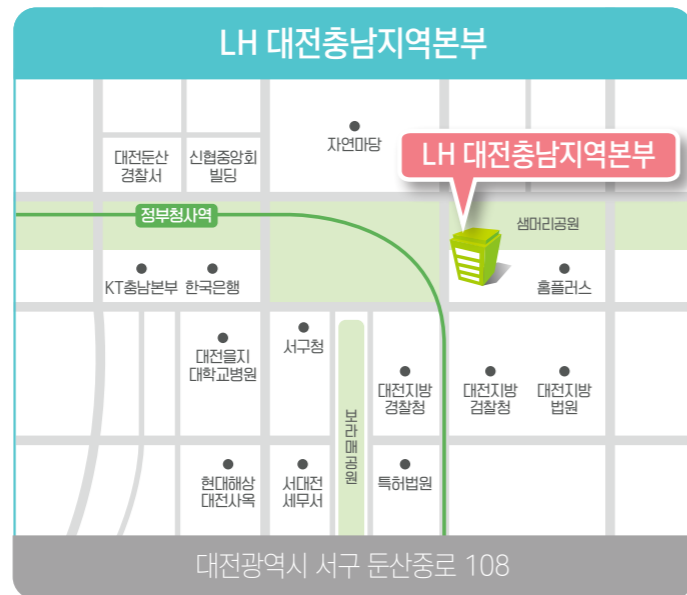 LH 대전충남지역본부
자연마당
대전둔산
경찰서
신협중앙회
빌딩
LH 대전충남지역본부
정부청사역
샘머리공원
KT충남본부
한국은행
홈플러스
서구청
대전을지
대학교병원
대전지방
경찰청
대전지방
검찰청
대전지방
법원
보라매공원
현대해상
대전사옥
서대전
세무서
특허법원
대전광역시 서구 둔산중로 108